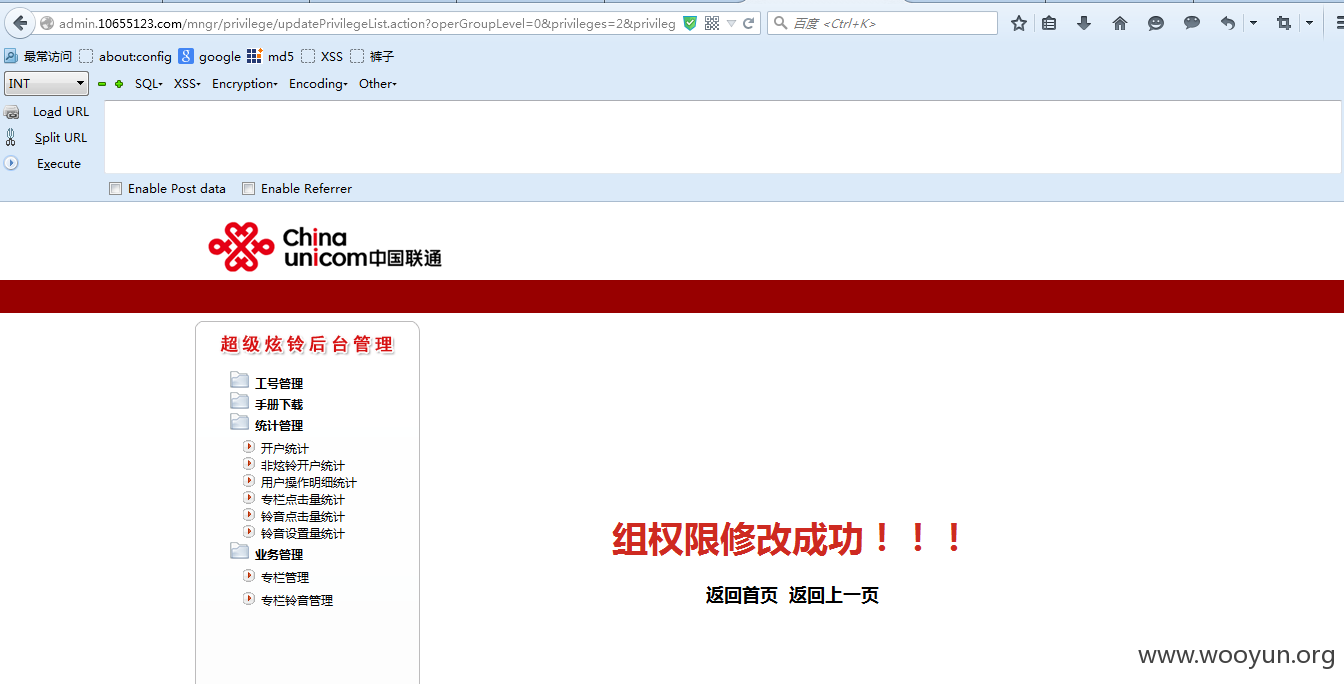 admin.10655123.com/mngr/privilege/updatePrivilegeList.action?operGroupLevel=0&privileges=2&privileg
百度 <Ctrl+K>
最常访问 about:config google md5 XSS 裤子
INT SQL XSS Encryption Encoding Other
Load URL
Split URL
Execute
Enable Post data Enable Referrer
China
unicom中国联通
超级炫铃后台管理
工号管理
手册下载
统计管理
开户统计
非炫铃开户统计
用户操作明细统计
专栏点击量统计
铃音点击量统计
铃音设置量统计
业务管理
专栏管理
专栏铃音管理
组权限修改成功！！！
返回首页 返回上一页
www.wooyun.org